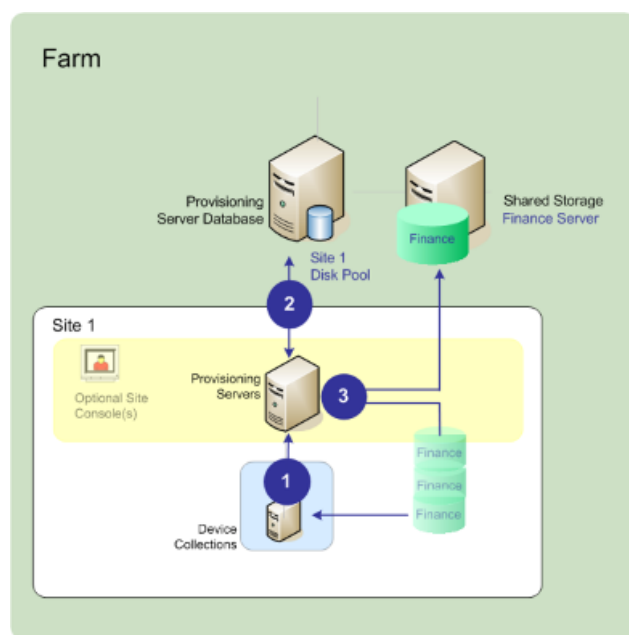 Farm
Provisioning
Server Database
Shared Storage
Finance Server
Finance
Site 1
Disk Pool
2
Site 1
Optional Site
Console(s)
Provisioning
Servers
3
Finance
Finance
Finance
1
Device
Collections